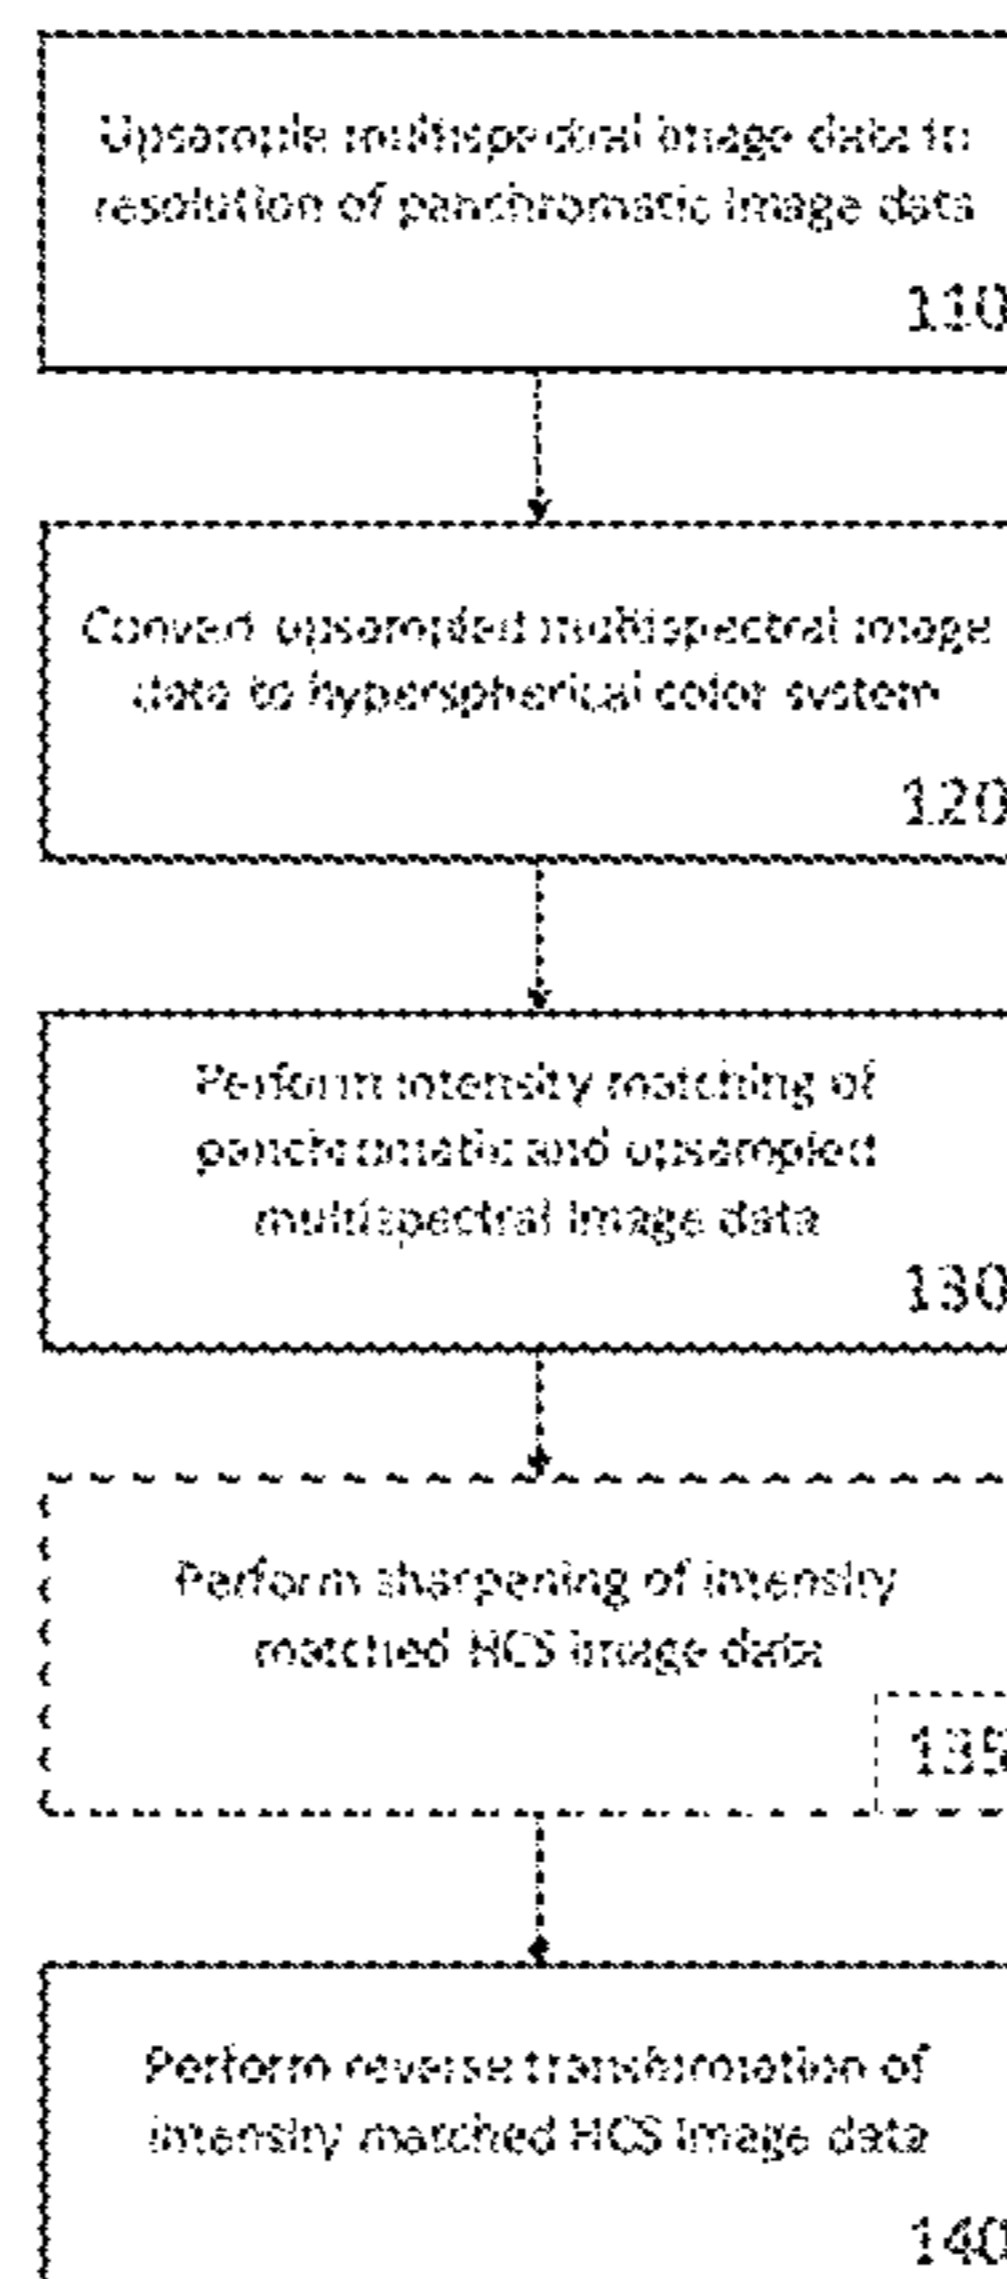 Upsample multispectral image data in
resolution of panchromatic image data
110
Convert upsampled multispectral image
data to hyperspherical color system
120
Perform intensity matching of
panchromatic and upsampled
multispectral image data
130
Perform sharpening of intensity
matched HCS image data
135
Perform reverse transformation of
intensity matched HCS image data
140